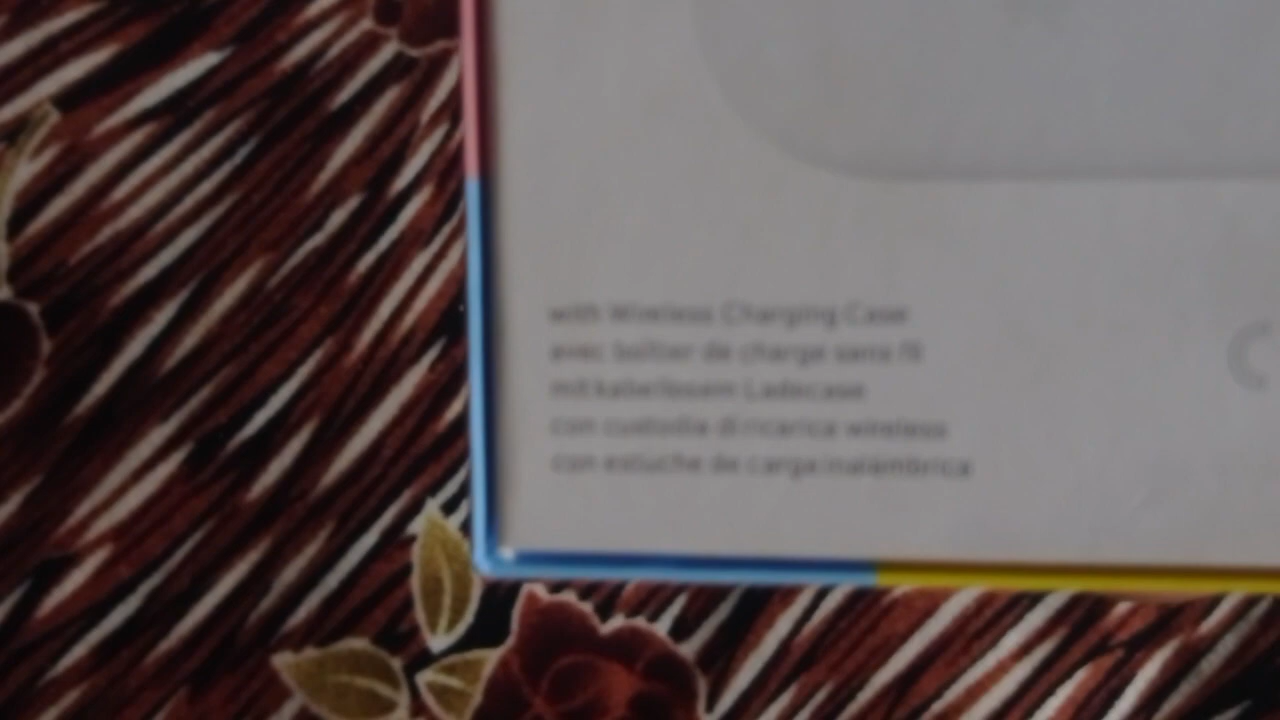 with Wireless Charging Case
avec boîtier de charge sans fil
mit kabellosem Ladecase
con custodia di ricarica wireless
con estuche de carga inalámbrica